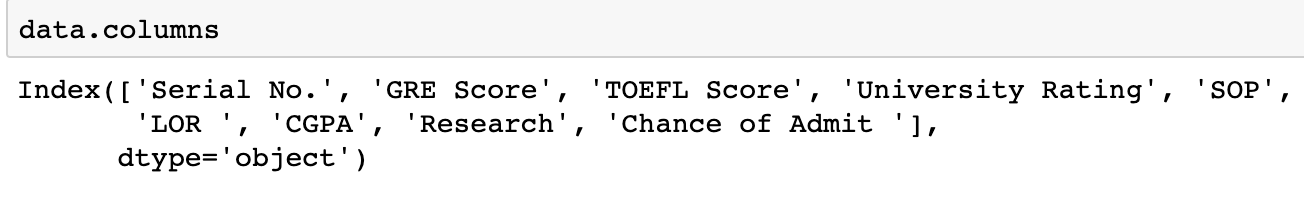 data.columns
Index(['Serial No.', 'GRE Score', 'TOEFL Score', 'University Rating', 'SOP',
'LOR ', 'CGPA', 'Research', 'Chance of Admit '],
dtype='object')